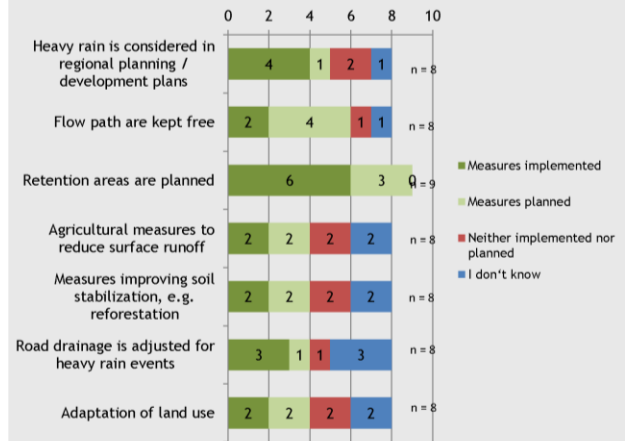 0 2 4 6 8 10
Heavy rain is considered in
regional planning /
development plans
4 1 2 1 n = 8
Flow path are kept free
2 4 1 1 n = 8
Retention areas are planned
6 3 0 n = 9
Agricultural measures to
reduce surface runoff
2 2 2 2 n = 8
Measures improving soil
stabilization, e.g.
reforestation
2 2 2 2 n = 8
Road drainage is adjusted for
heavy rain events
3 1 1 3 n = 8
Adaptation of land use
2 2 2 2 n = 8
Measures implemented
Measures planned
Neither implemented nor
planned
I don‘t know